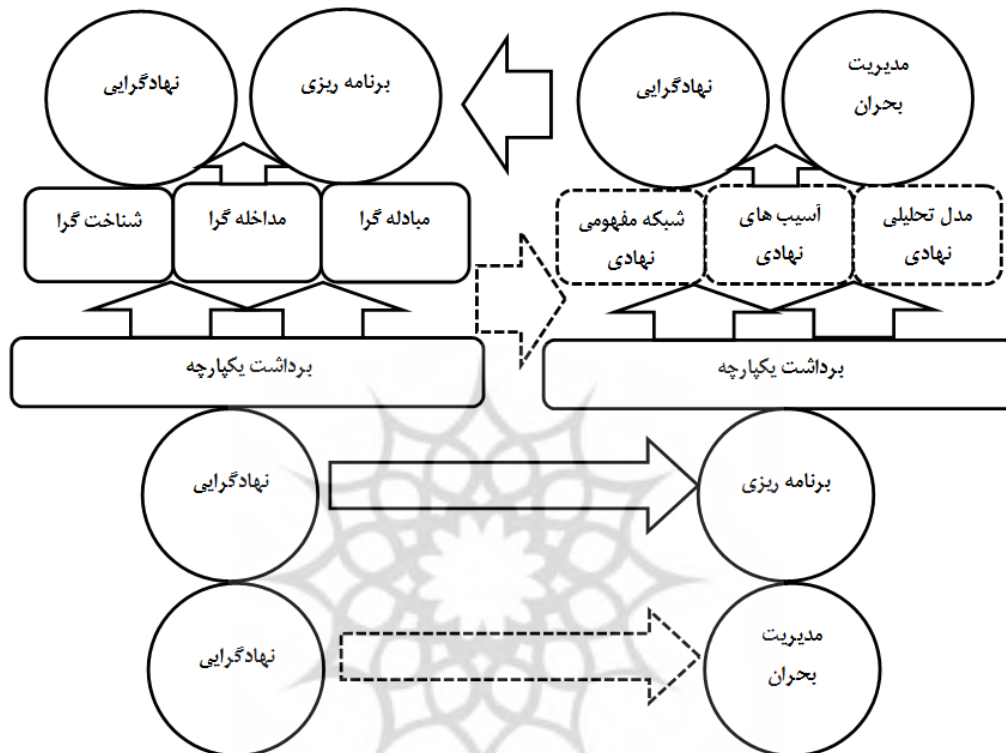 مدیریت
بحران
نهادگرایی
برنامه ریزی
نهادگرایی
مدل تحلیلی
نهادی
آسیب های
نهادی
شبکه مفهومی
نهادی
مبادله گرا
مداخله گرا
شناخت گرا
برداشت یکپارچه
برداشت یکپارچه
برنامه ریزی
نهادگرایی
مدیریت
بحران
نهادگرایی